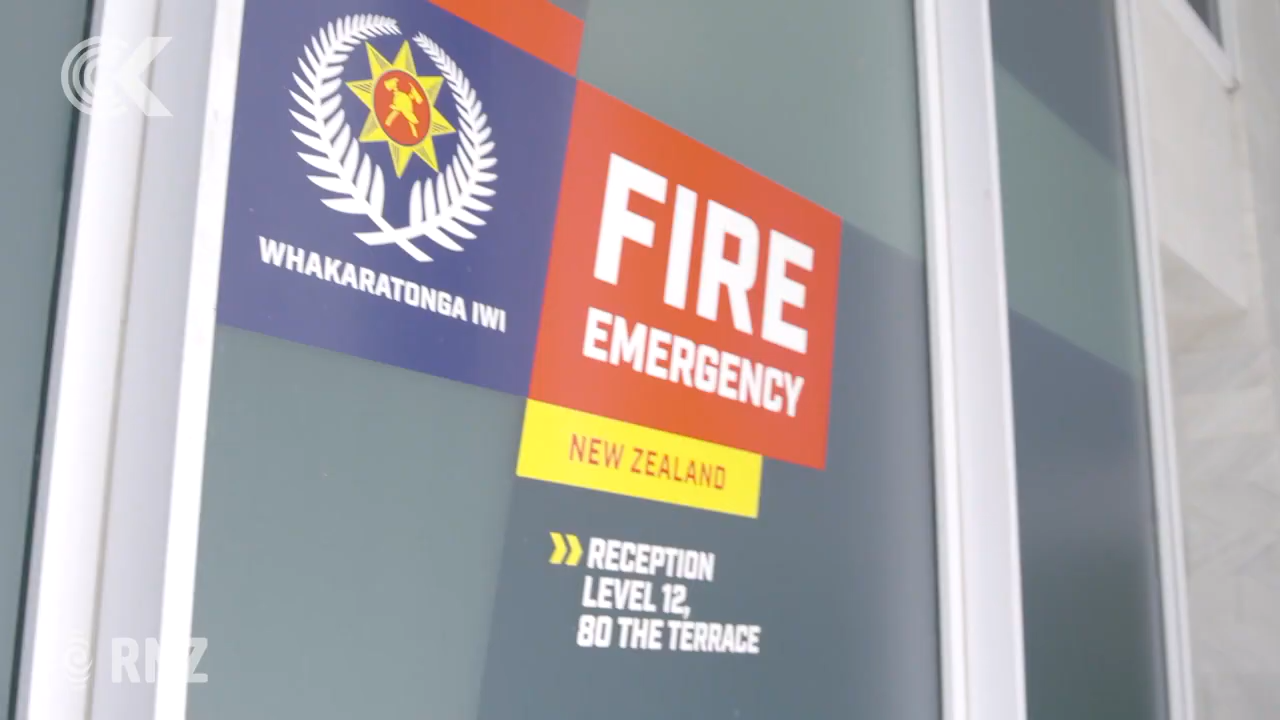 WHAKARATONGA IWI
FIRE
EMERGENCY
NEW ZEALAND
RECEPTION
LEVEL 12,
80 THE TERRACE
RNZ